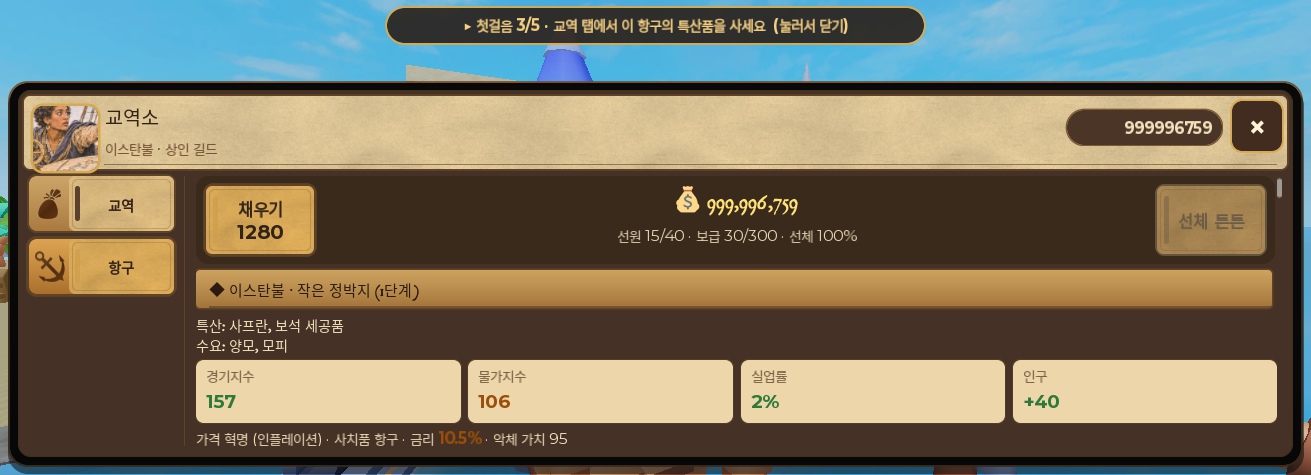 ▸ 첫걸음 3/5 · 교역 탭에서 이 항구의 특산품을 사세요 (눌러서 닫기)
교역소
이스탄불 · 상인 길드
999996759
×
교역
항구
채우기
1280
$ 999,996,759
선원 15/40 · 보급 30/300 · 선체 100%
선체 튼튼
◆ 이스탄불 · 작은 정박지 (1단계)
특산: 사프란, 보석 세공품
수요: 양모, 모피
경기지수
157
물가지수
106
실업률
2%
인구
+40
가격 혁명 (인플레이션) · 사치품 항구 · 금리 10.5% · 악체 가치 95